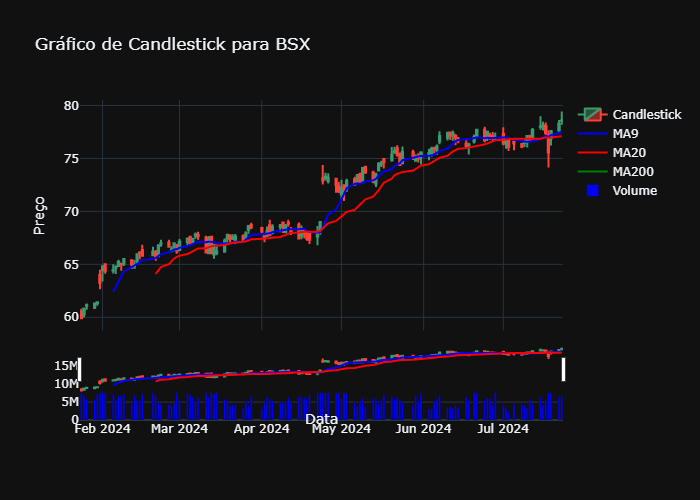 Gráfico de Candlestick para BSX
80
75
70
65
60
Preço
Candlestick
MA9
MA20
MA200
Volume
15M
10M
5M
0
Feb 2024
Mar 2024
Apr 2024
May 2024
Jun 2024
Jul 2024
Data